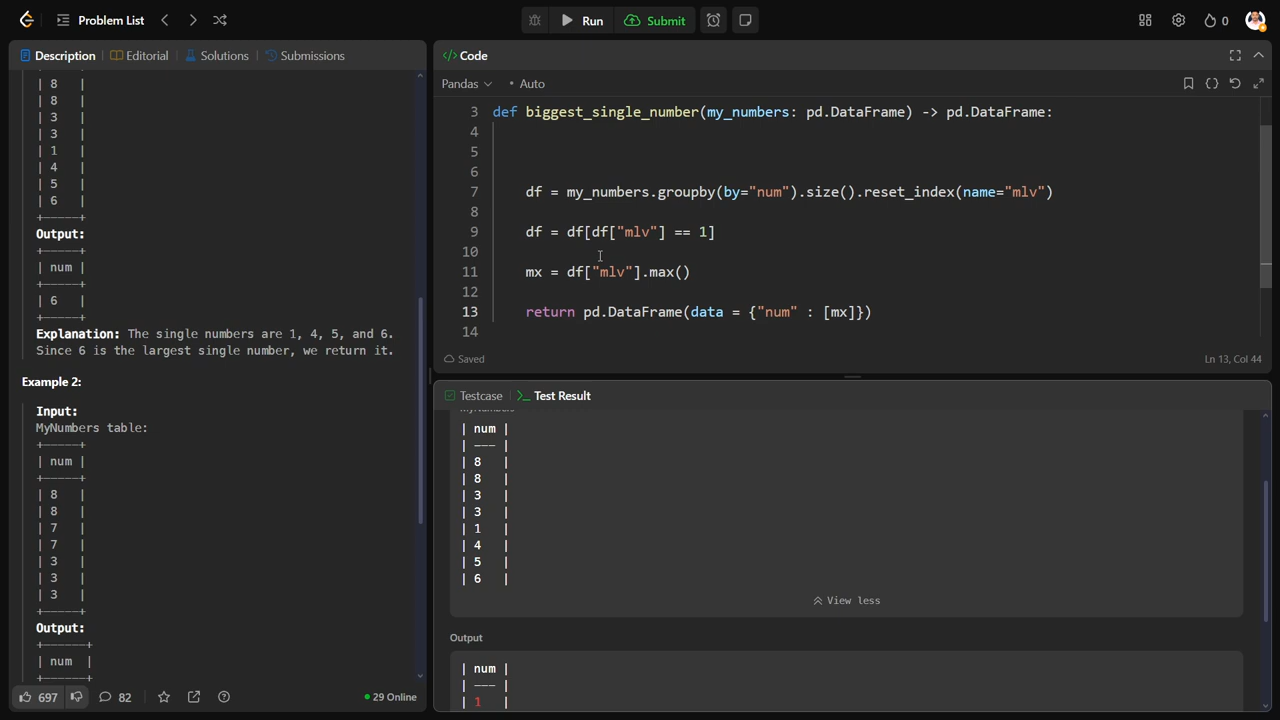 Problem List
Run
Submit
0
Description
Editorial
Solutions
Submissions
| 8 |
| 8 |
| 3 |
| 3 |
| 1 |
| 4 |
| 5 |
| 6 |
+-----+
Output:
+-----+
| num |
+-----+
| 6 |
+-----+
Explanation: The single numbers are 1, 4, 5, and 6.
Since 6 is the largest single number, we return it.
Example 2:
Input:
MyNumbers table:
+-----+
| num |
+-----+
| 8 |
| 8 |
| 7 |
| 7 |
| 3 |
| 3 |
| 3 |
+-----+
Output:
+------+
| num |
+------+
697
82
29 Online
</> Code
Pandas
Auto
3 def biggest_single_number(my_numbers: pd.DataFrame) -> pd.DataFrame:
4
5
6
7 df = my_numbers.groupby(by="num").size().reset_index(name="mlv")
8
9 df = df[df["mlv"] == 1]
10
11 mx = df["mlv"].max()
12
13 return pd.DataFrame(data = {"num" : [mx]})
14
Saved
Ln 13, Col 44
Testcase
>_ Test Result
MyNumbers
| num |
| --- |
| 8 |
| 8 |
| 3 |
| 3 |
| 1 |
| 4 |
| 5 |
| 6 |
View less
Output
| num |
| --- |
| 1 |